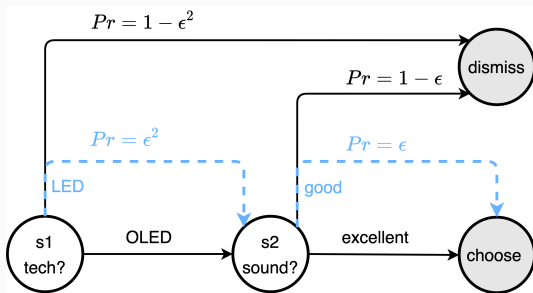 Pr = 1 − ϵ²
dismiss
Pr = 1 − ϵ
Pr = ϵ²
Pr = ϵ
LED
good
s1
tech?
OLED
s2
sound?
excellent
choose